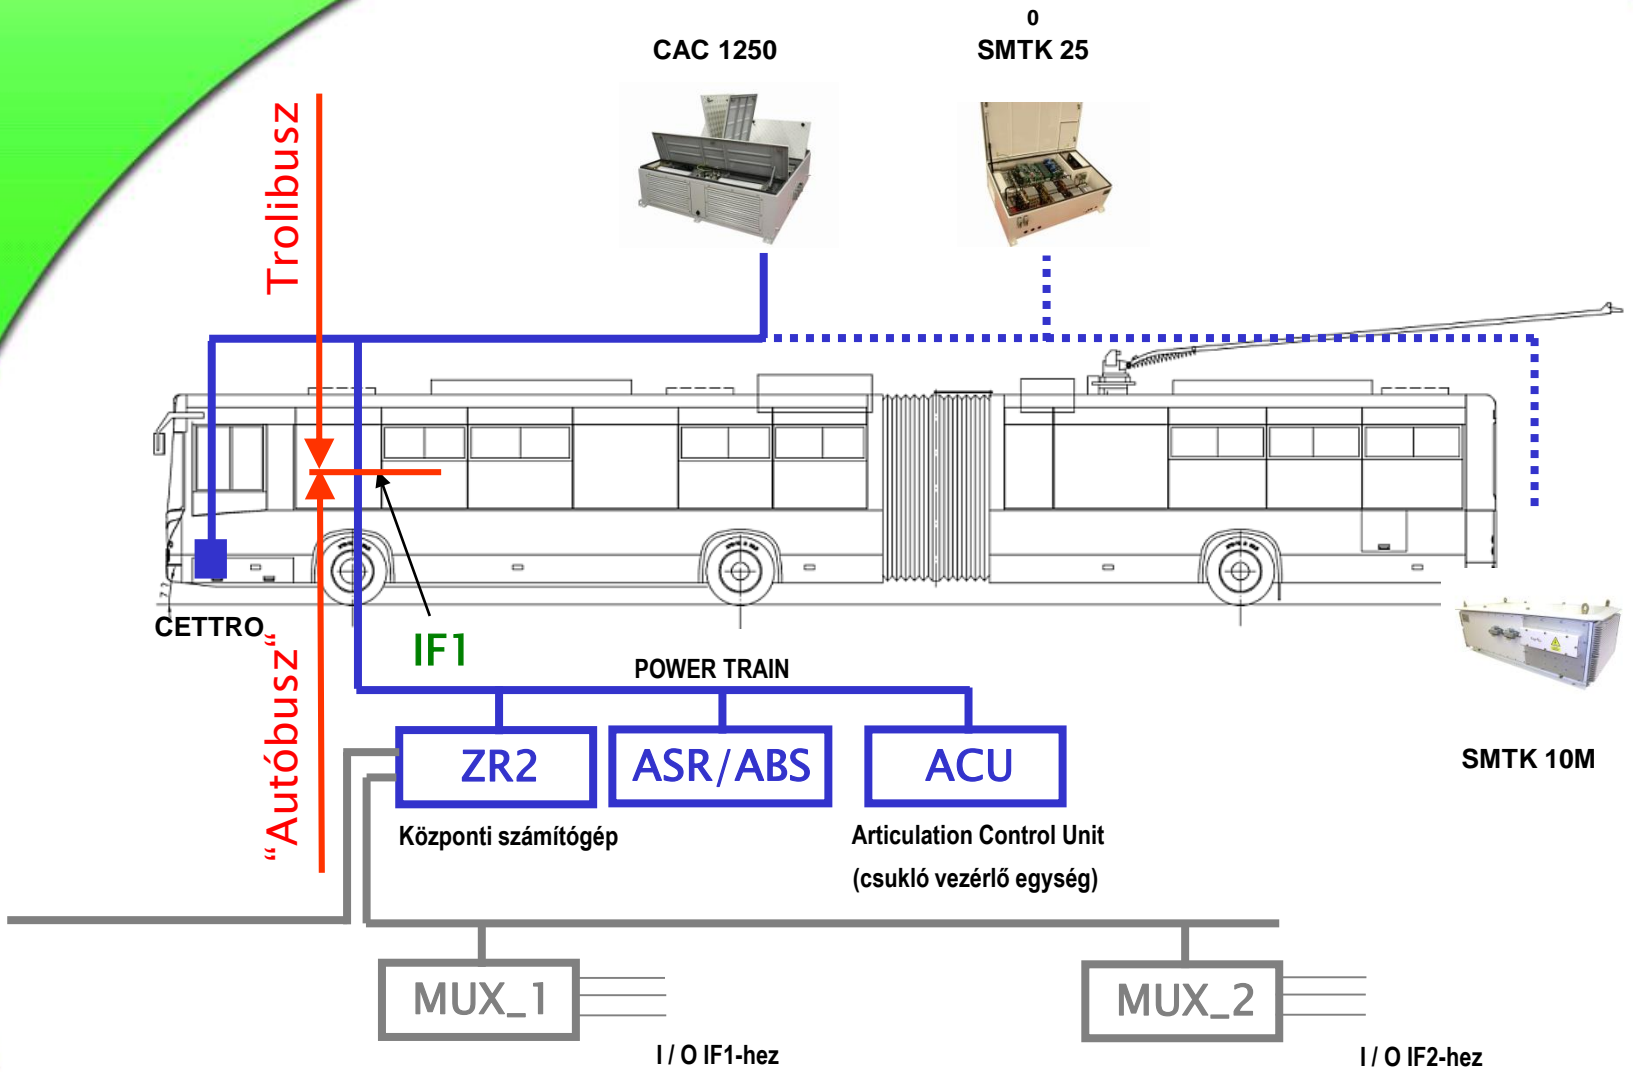 0
CAC 1250
SMTK 25
Trolibusz
CETTRO
IF1
"Autóbusz"
POWER TRAIN
ZR2
ASR/ABS
ACU
SMTK 10M
Központi számítógép
Articulation Control Unit
(csukló vezérlő egység)
MUX_1
MUX_2
I / O IF1-hez
I / O IF2-hez